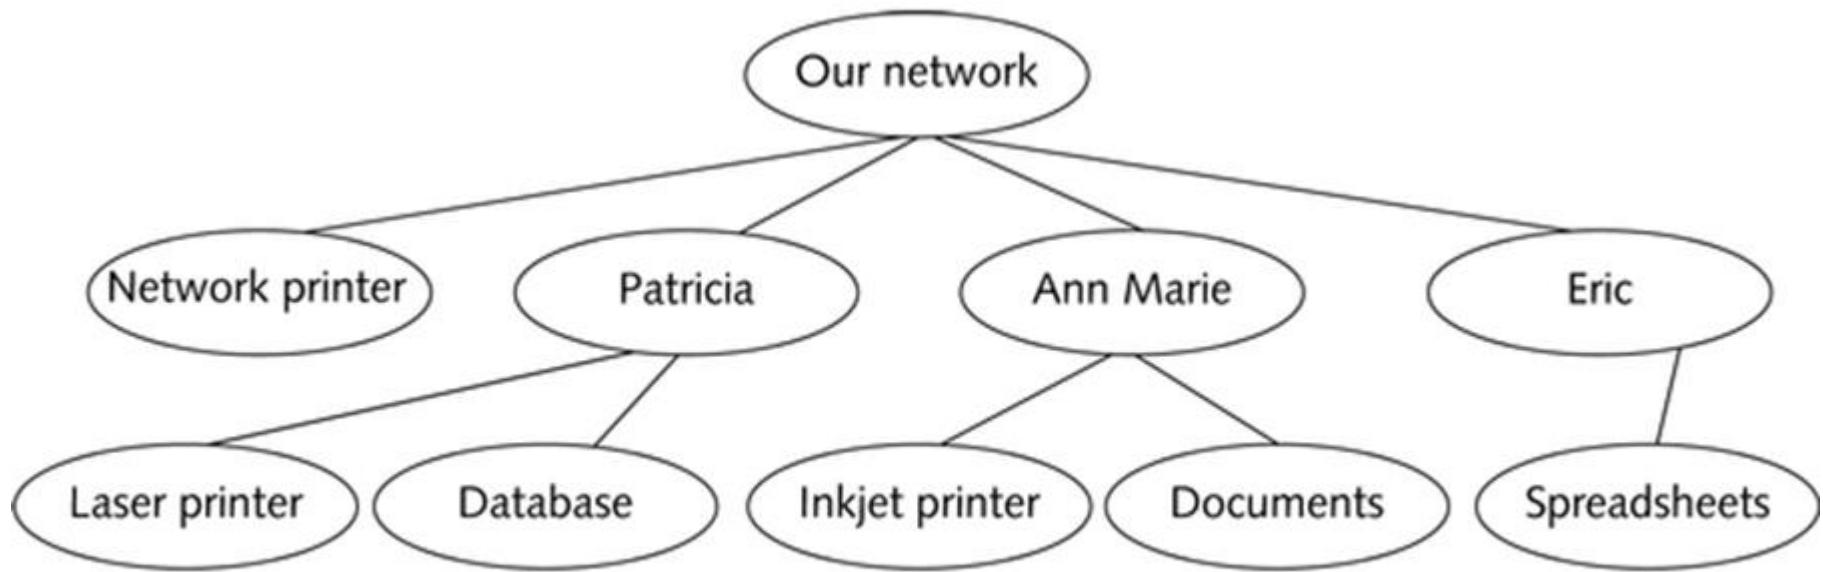 Our network
Network printer
Patricia
Ann Marie
Eric
Laser printer
Database
Inkjet printer
Documents
Spreadsheets